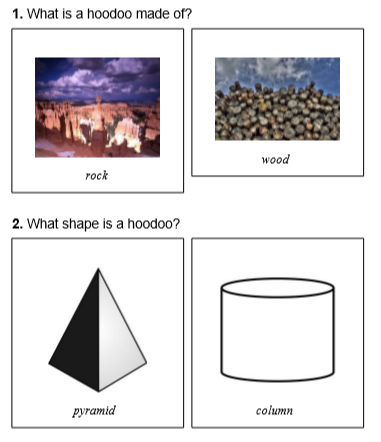 1. What is a hoodoo made of?
rock
wood
2. What shape is a hoodoo?
pyramid
column